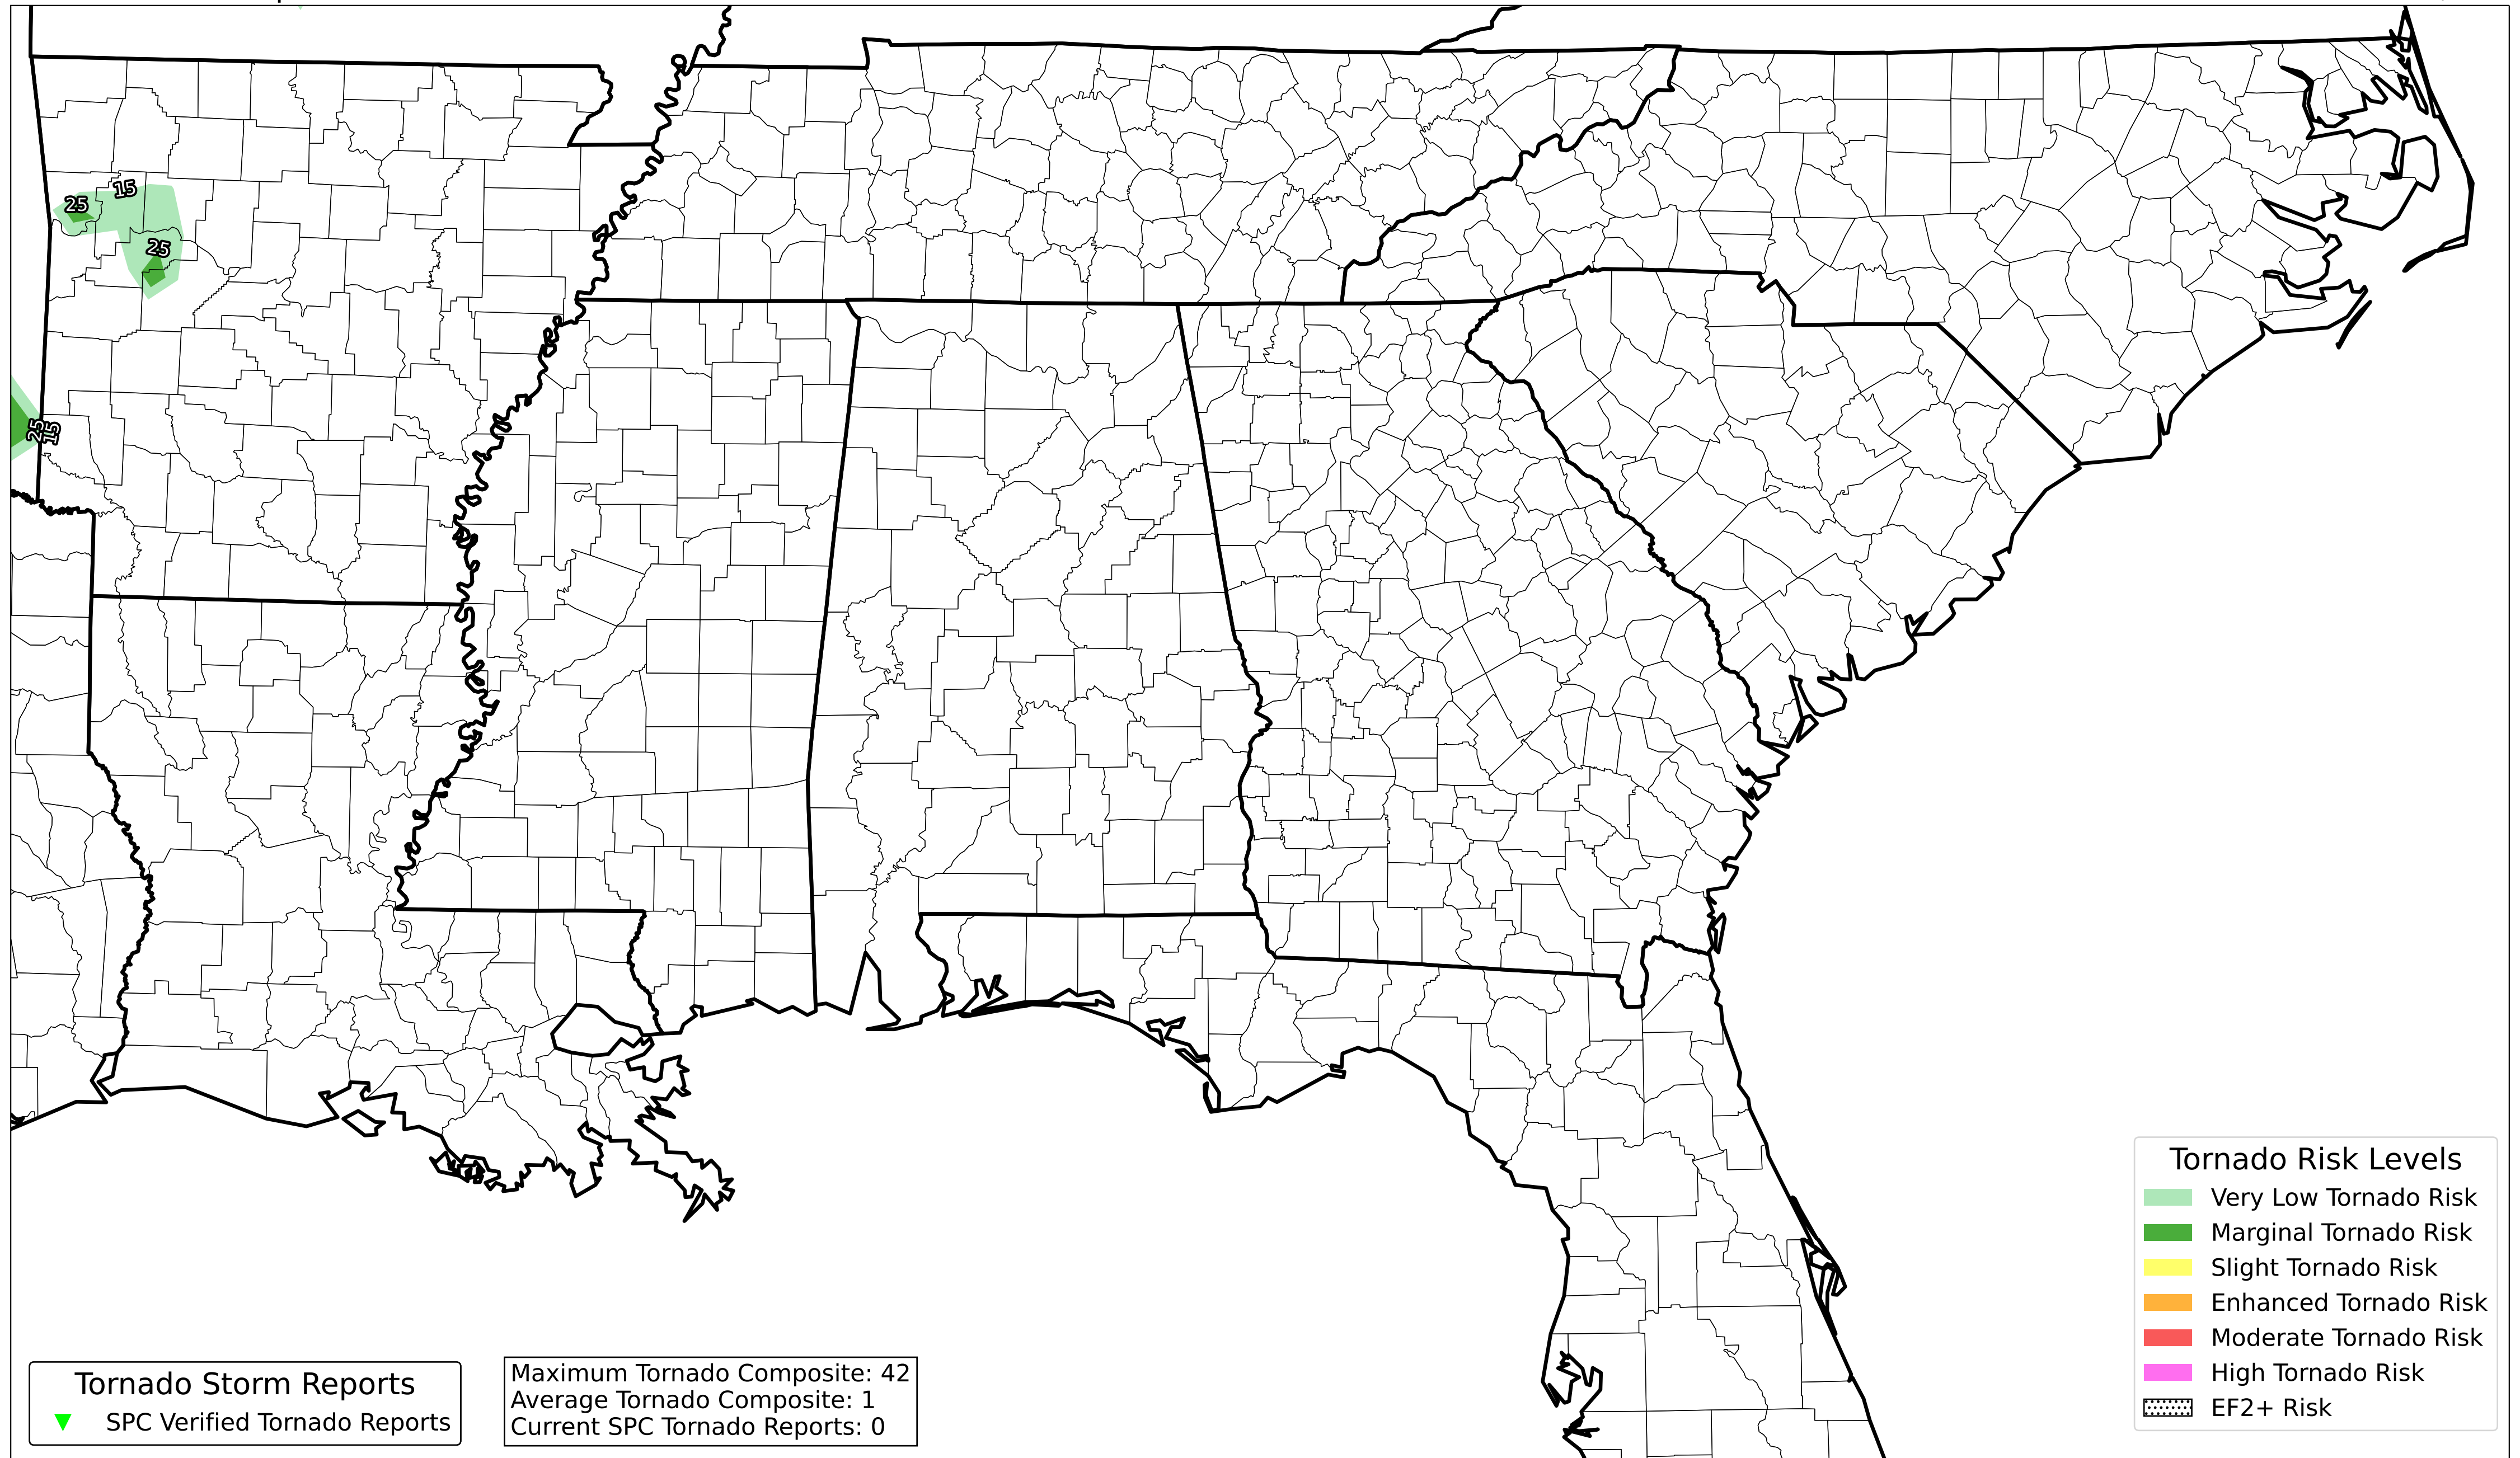 15
25
25
25
15
Tornado Risk Levels
Very Low Tornado Risk
Marginal Tornado Risk
Slight Tornado Risk
Enhanced Tornado Risk
Moderate Tornado Risk
High Tornado Risk
EF2+ Risk
Tornado Storm Reports
SPC Verified Tornado Reports
Maximum Tornado Composite: 42
Average Tornado Composite: 1
Current SPC Tornado Reports: 0